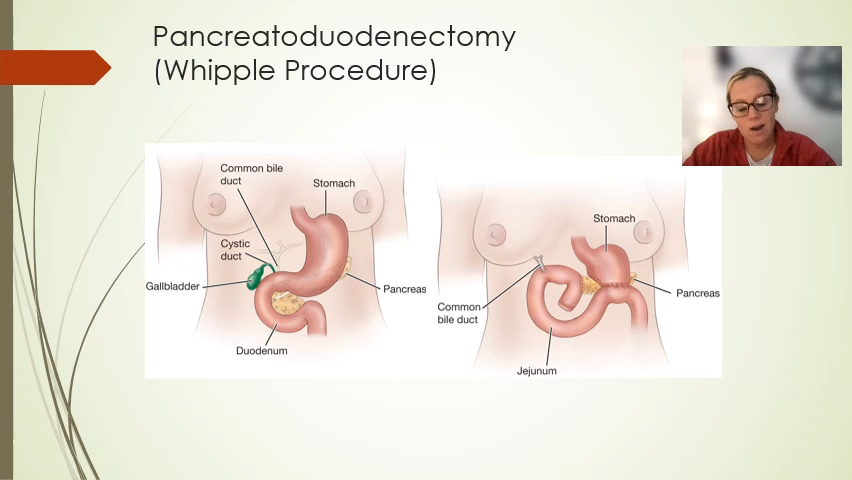 Pancreatoduodenectomy
(Whipple Procedure)
Common bile
duct
Stomach
Cystic
duct
Gallbladder
Pancreas
Duodenum
Stomach
Pancreas
Common
bile duct
Jejunum